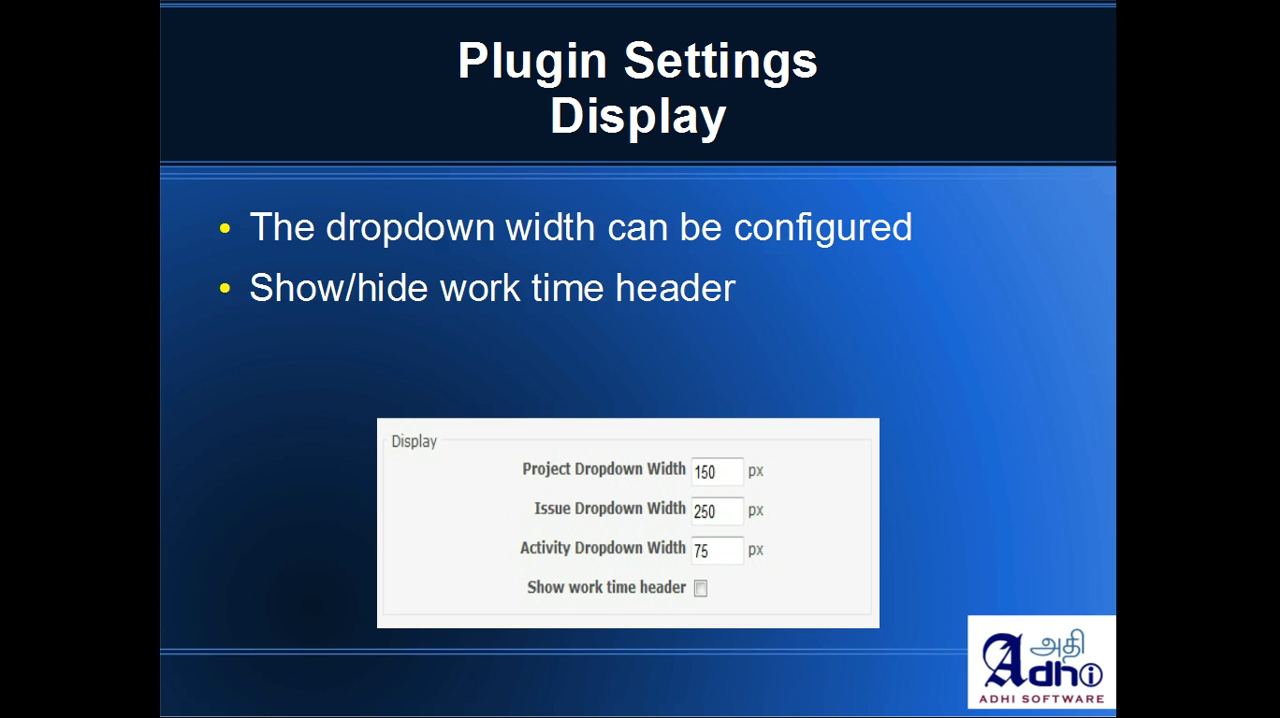 Plugin Settings
Display
• The dropdown width can be configured
• Show/hide work time header
Display
Project Dropdown Width 150 px
Issue Dropdown Width 250 px
Activity Dropdown Width 75 px
Show work time header
அதி
Adhi
ADHI SOFTWARE